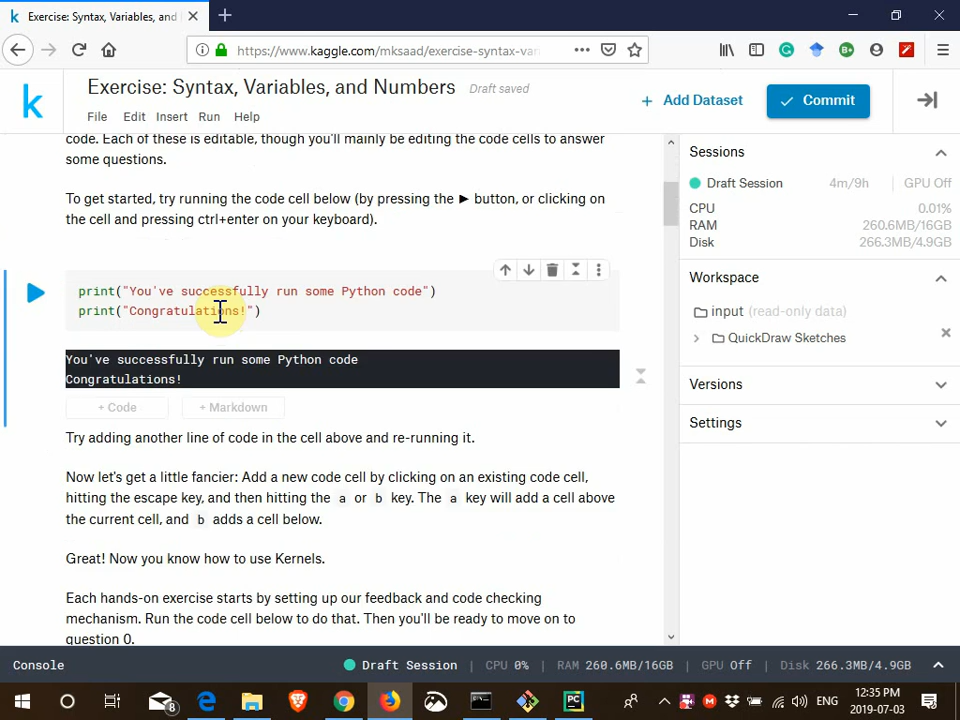 Exercise: Syntax, Variables, and
https://www.kaggle.com/mksaad/exercise-syntax-var
k
Exercise: Syntax, Variables, and Numbers
Draft saved
File Edit Insert Run Help
+ Add Dataset
Commit
code. Each of these is editable, though you'll mainly be editing the code cells to answer
some questions.
To get started, try running the code cell below (by pressing the ► button, or clicking on
the cell and pressing ctrl+enter on your keyboard).
print("You've successfully run some Python code")
print("Congratulations!")
You've successfully run some Python code
Congratulations!
+ Code + Markdown
Try adding another line of code in the cell above and re-running it.
Now let's get a little fancier: Add a new code cell by clicking on an existing code cell,
hitting the escape key, and then hitting the a or b key. The a key will add a cell above
the current cell, and b adds a cell below.
Great! Now you know how to use Kernels.
Each hands-on exercise starts by setting up our feedback and code checking
mechanism. Run the code cell below to do that. Then you'll be ready to move on to
question 0.
Sessions
Draft Session 4m/9h GPU Off
CPU 0.01%
RAM 260.6MB/16GB
Disk 266.3MB/4.9GB
Workspace
input (read-only data)
QuickDraw Sketches
Versions
Settings
Console Draft Session CPU 0% RAM 260.6MB/16GB GPU Off Disk 266.3MB/4.9GB
8
ENG
12:35 PM
2019-07-03